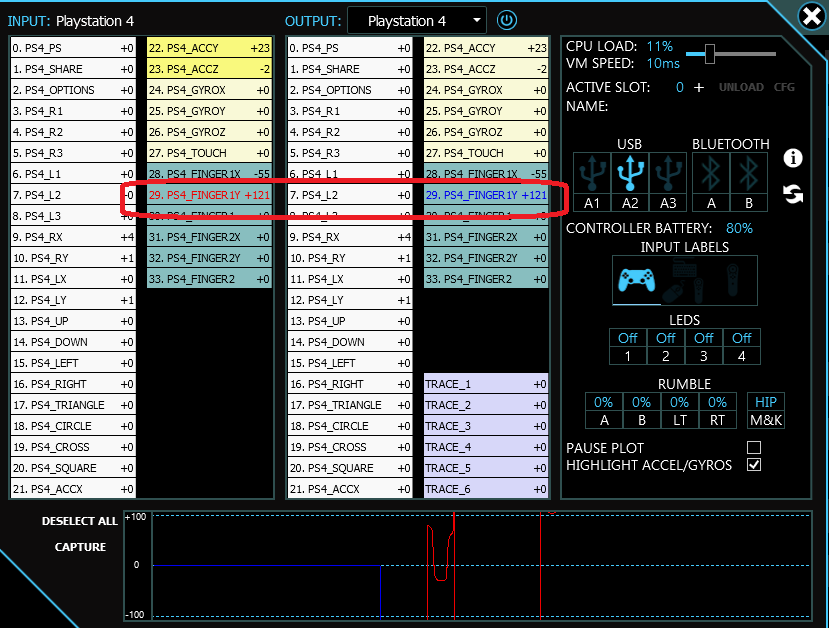 INPUT: Playstation 4
0. PS4_PS +0
1. PS4_SHARE +0
2. PS4_OPTIONS +0
3. PS4_R1 +0
4. PS4_R2 +0
5. PS4_R3 +0
6. PS4_L1 +0
7. PS4_L2 +0
8. PS4_L3 +0
9. PS4_RX +4
10. PS4_RY +1
11. PS4_LX +0
12. PS4_LY +1
13. PS4_UP +0
14. PS4_DOWN +0
15. PS4_LEFT +0
16. PS4_RIGHT +0
17. PS4_TRIANGLE +0
18. PS4_CIRCLE +0
19. PS4_CROSS +0
20. PS4_SQUARE +0
21. PS4_ACCX +0
22. PS4_ACCY +23
23. PS4_ACCZ -2
24. PS4_GYROX +0
25. PS4_GYROY +0
26. PS4_GYROZ +0
27. PS4_TOUCH +0
28. PS4_FINGER1X -55
29. PS4_FINGER1Y +121
30. PS4_FINGER1 +0
31. PS4_FINGER2X +0
32. PS4_FINGER2Y +0
33. PS4_FINGER2 +0
OUTPUT: Playstation 4
0. PS4_PS +0
1. PS4_SHARE +0
2. PS4_OPTIONS +0
3. PS4_R1 +0
4. PS4_R2 +0
5. PS4_R3 +0
6. PS4_L1 +0
7. PS4_L2 +0
8. PS4_L3 +0
9. PS4_RX +4
10. PS4_RY +1
11. PS4_LX +0
12. PS4_LY +1
13. PS4_UP +0
14. PS4_DOWN +0
15. PS4_LEFT +0
16. PS4_RIGHT +0
17. PS4_TRIANGLE +0
18. PS4_CIRCLE +0
19. PS4_CROSS +0
20. PS4_SQUARE +0
21. PS4_ACCX +0
22. PS4_ACCY +23
23. PS4_ACCZ -2
24. PS4_GYROX +0
25. PS4_GYROY +0
26. PS4_GYROZ +0
27. PS4_TOUCH +0
28. PS4_FINGER1X -55
29. PS4_FINGER1Y +121
30. PS4_FINGER1 +0
31. PS4_FINGER2X +0
32. PS4_FINGER2Y +0
33. PS4_FINGER2 +0
TRACE_1 +0
TRACE_2 +0
TRACE_3 +0
TRACE_4 +0
TRACE_5 +0
TRACE_6 +0
CPU LOAD: 11%
VM SPEED: 10ms
ACTIVE SLOT: 0 + UNLOAD CFG
NAME:
USB BLUETOOTH
A1 A2 A3 A B
CONTROLLER BATTERY: 80%
INPUT LABELS
LEDS
Off Off Off Off
1 2 3 4
RUMBLE
0% 0% 0% 0% HIP
A B LT RT M&K
PAUSE PLOT
HIGHLIGHT ACCEL/GYROS
DESELECT ALL
CAPTURE
+100
0
-100